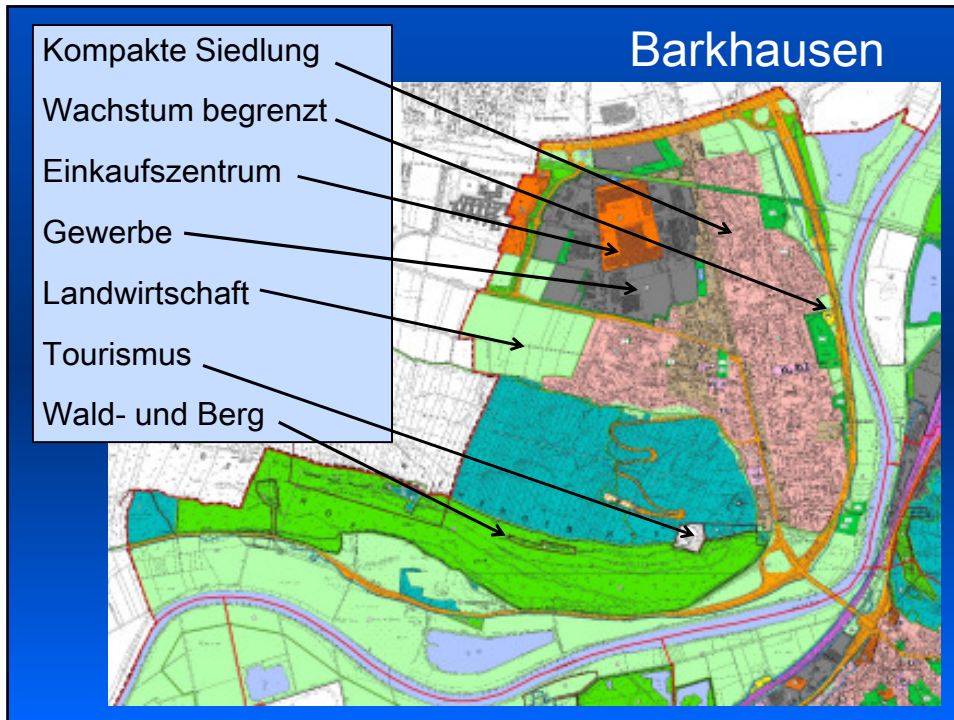 Barkhausen
Kompakte Siedlung
Wachstum begrenzt
Einkaufszentrum
Gewerbe
Landwirtschaft
Tourismus
Wald- und Berg